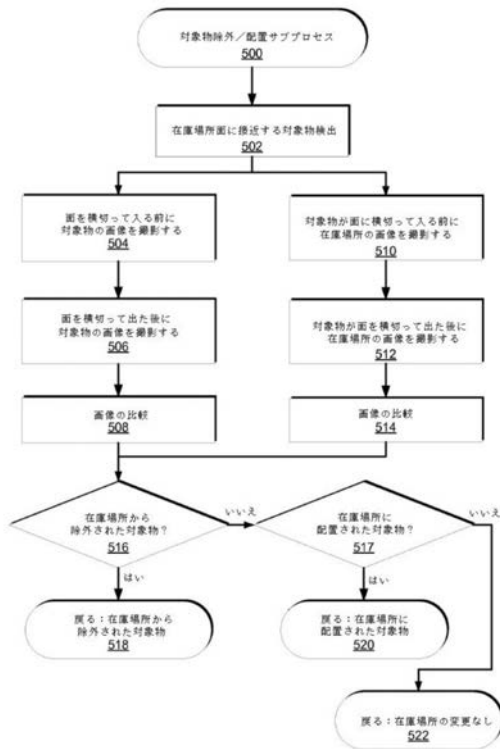 対象物除外／配置サブプロセス
500
在庫場所面に接近する対象物検出
502
面を横切って入る前に
対象物の画像を撮影する
504
対象物が面に横切って入る前に
在庫場所の画像を撮影する
510
面を横切って出た後に
対象物の画像を撮影する
506
対象物が面を横切って出た後に
在庫場所の画像を撮影する
512
画像の比較
508
画像の比較
514
在庫場所から
除外された対象物？
516
いいえ
はい
在庫場所に
配置された対象物？
517
いいえ
はい
戻る：在庫場所から
除外された対象物
518
戻る：在庫場所に
配置された対象物
520
戻る：在庫場所の変更なし
522